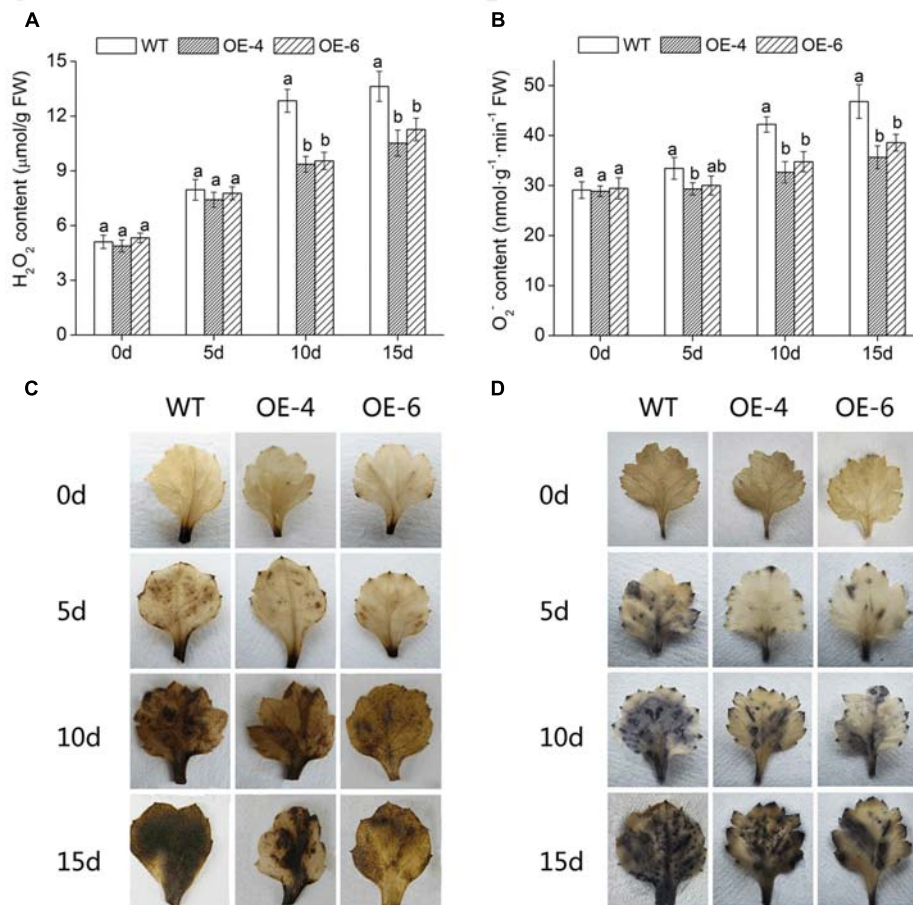 A
WT OE-4 OE-6
H₂O₂ content (μmol/g FW)
15
12
9
6
3
0
a a a
a a a
a b b
a b b
0d 5d 10d 15d
B
WT OE-4 OE-6
O₂⁻ content (nmol·g⁻¹·min⁻¹ FW)
50
40
30
20
10
0
a a a
a b ab
a b b
a b b
0d 5d 10d 15d
C
WT OE-4 OE-6
0d
5d
10d
15d
D
WT OE-4 OE-6
0d
5d
10d
15d